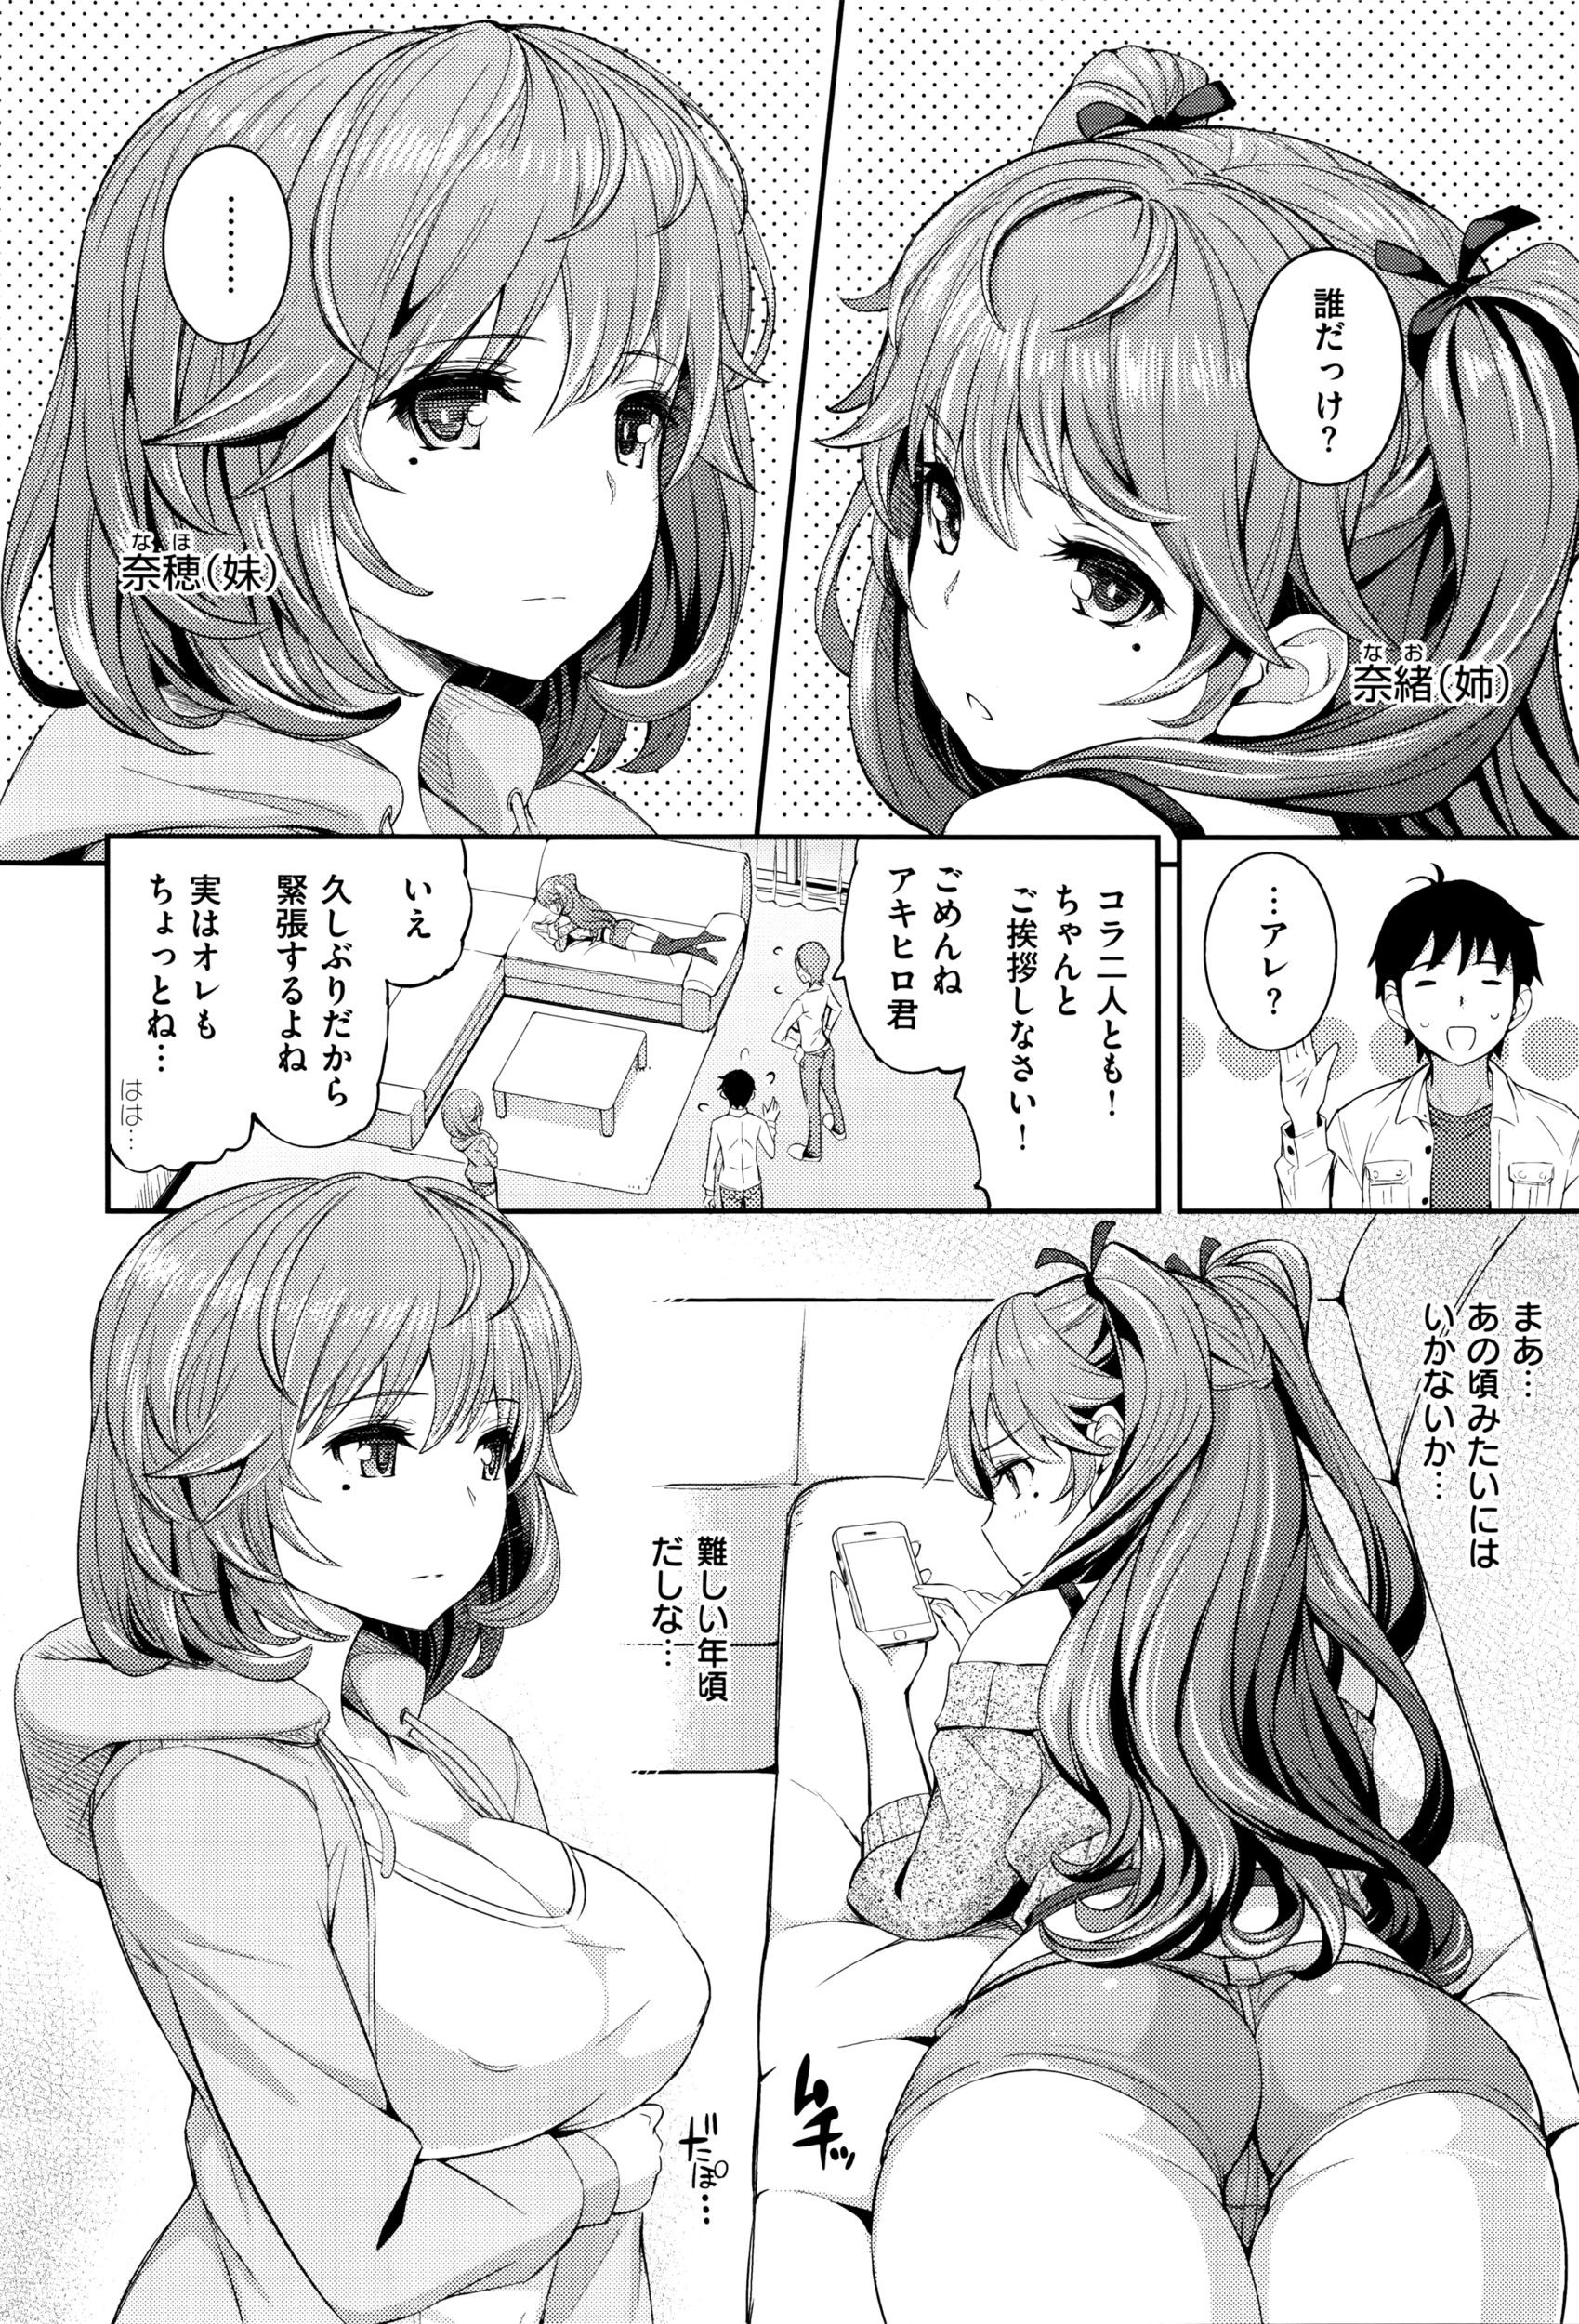 誰だっけ？
なお
奈緒（姉）
………
なほ
奈穂（妹）
…アレ？
コラ二人とも！
ちゃんと
ご挨拶しなさい！
ごめんね
アキヒロ君
いえ
久しぶりだから
緊張するよね
実はオレも
ちょっとね…
はは…
まあ…
あの頃みたいには
いかないか…
難しい年頃
だしな…
ムチッ
だぽ…